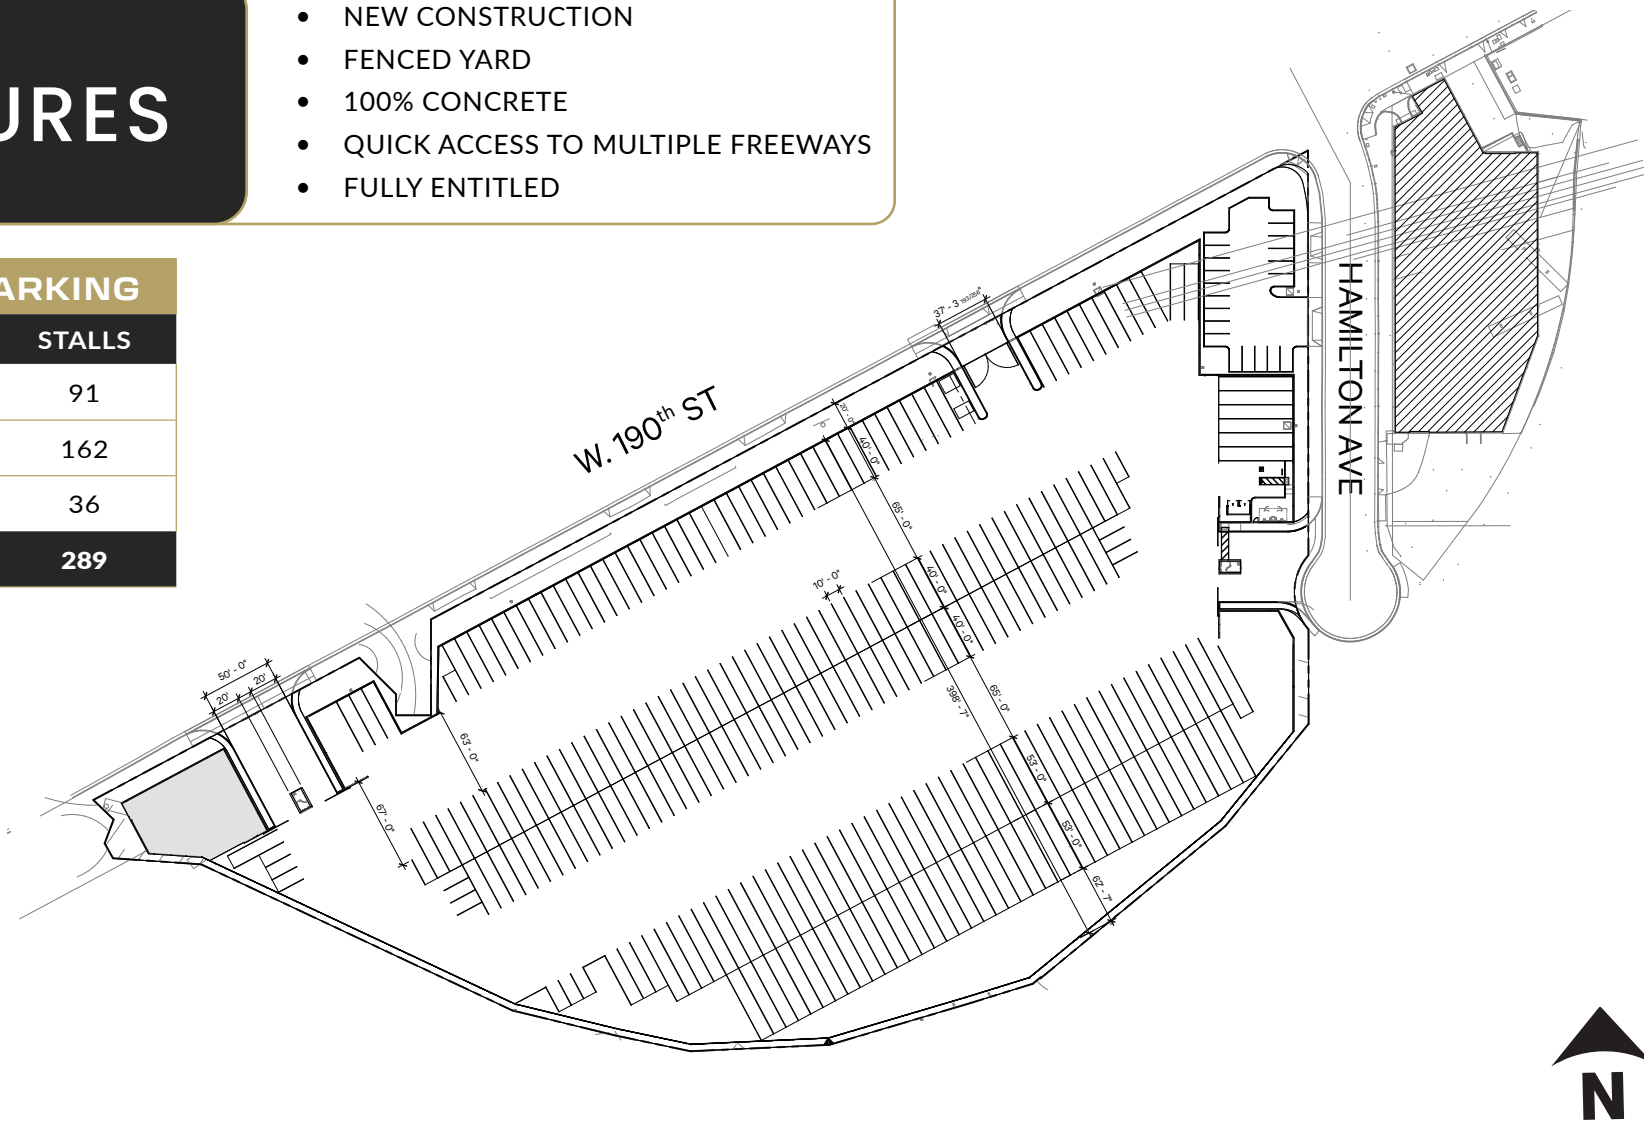 NEW CONSTRUCTION
FENCED YARD
100% CONCRETE
QUICK ACCESS TO MULTIPLE FREEWAYS
FULLY ENTITLED
URES
ARKING
STALLS
91
162
36
289
W. 190th ST
HAMILTON AVE
37' - 3
20' - 0"
40' - 0"
65' - 0"
40' - 0"
10' - 0"
40' - 0"
398' - 7"
65' - 0"
53' - 0"
53' - 0"
62' - 7"
50' - 0"
20'
20'
63' - 0"
67' - 0"
N